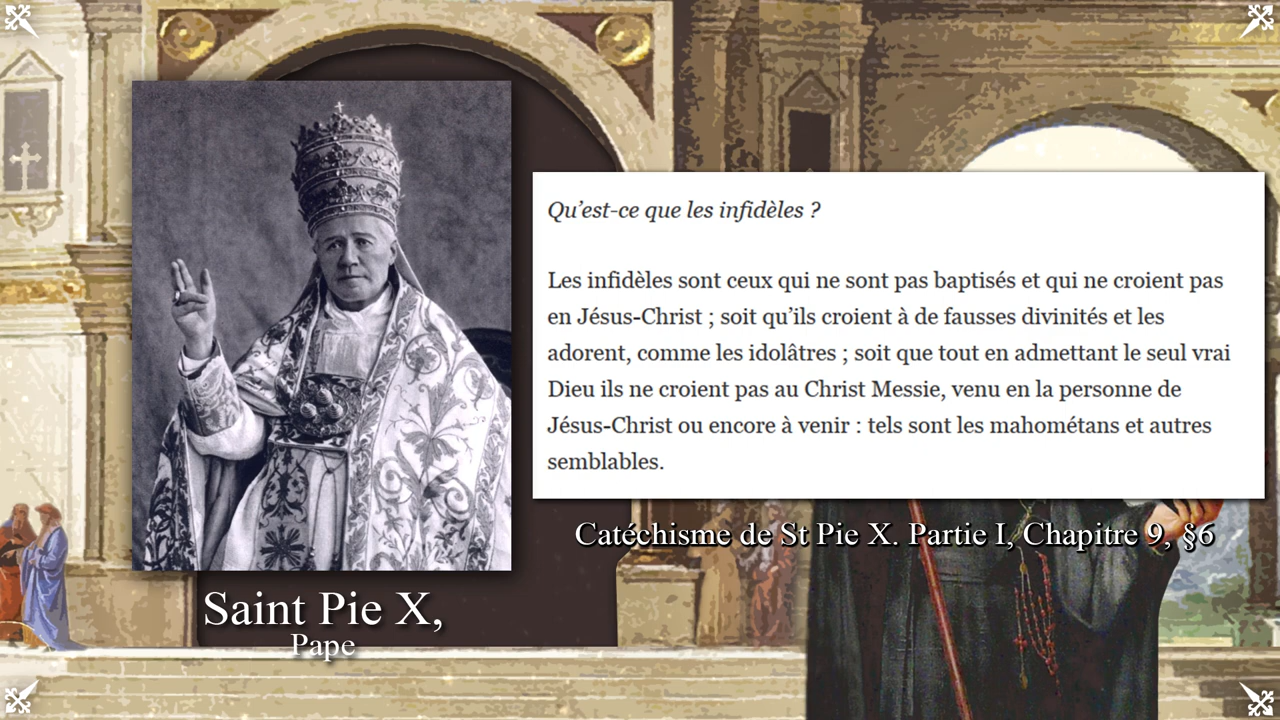 Qu’est-ce que les infidèles ?
Les infidèles sont ceux qui ne sont pas baptisés et qui ne croient pas
en Jésus-Christ ; soit qu’ils croient à de fausses divinités et les
adorent, comme les idolâtres ; soit que tout en admettant le seul vrai
Dieu ils ne croient pas au Christ Messie, venu en la personne de
Jésus-Christ ou encore à venir : tels sont les mahométans et autres
semblables.
Catéchisme de St Pie X. Partie I, Chapitre 9, §6
Saint Pie X,
Pape